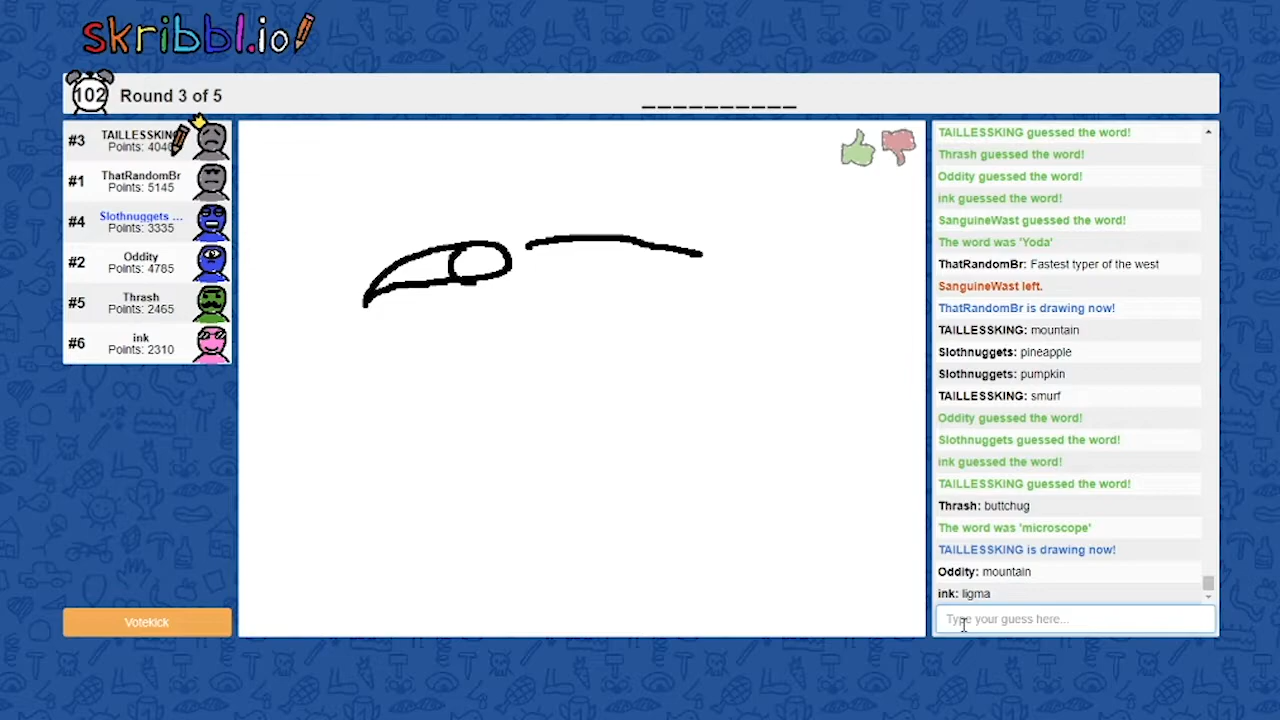 skribbl.io
102
Round 3 of 5
__________
#3
TAILLESSKING
Points: 4040
#1
ThatRandomBr
Points: 5145
#4
Slothnuggets ...
Points: 3335
#2
Oddity
Points: 4785
#5
Thrash
Points: 2465
#6
ink
Points: 2310
Votekick
TAILLESSKING guessed the word!
Thrash guessed the word!
Oddity guessed the word!
ink guessed the word!
SanguineWast guessed the word!
The word was 'Yoda'
ThatRandomBr: Fastest typer of the west
SanguineWast left.
ThatRandomBr is drawing now!
TAILLESSKING: mountain
Slothnuggets: pineapple
Slothnuggets: pumpkin
TAILLESSKING: smurf
Oddity guessed the word!
Slothnuggets guessed the word!
ink guessed the word!
TAILLESSKING guessed the word!
Thrash: buttchug
The word was 'microscope'
TAILLESSKING is drawing now!
Oddity: mountain
ink: ligma
Type your guess here...